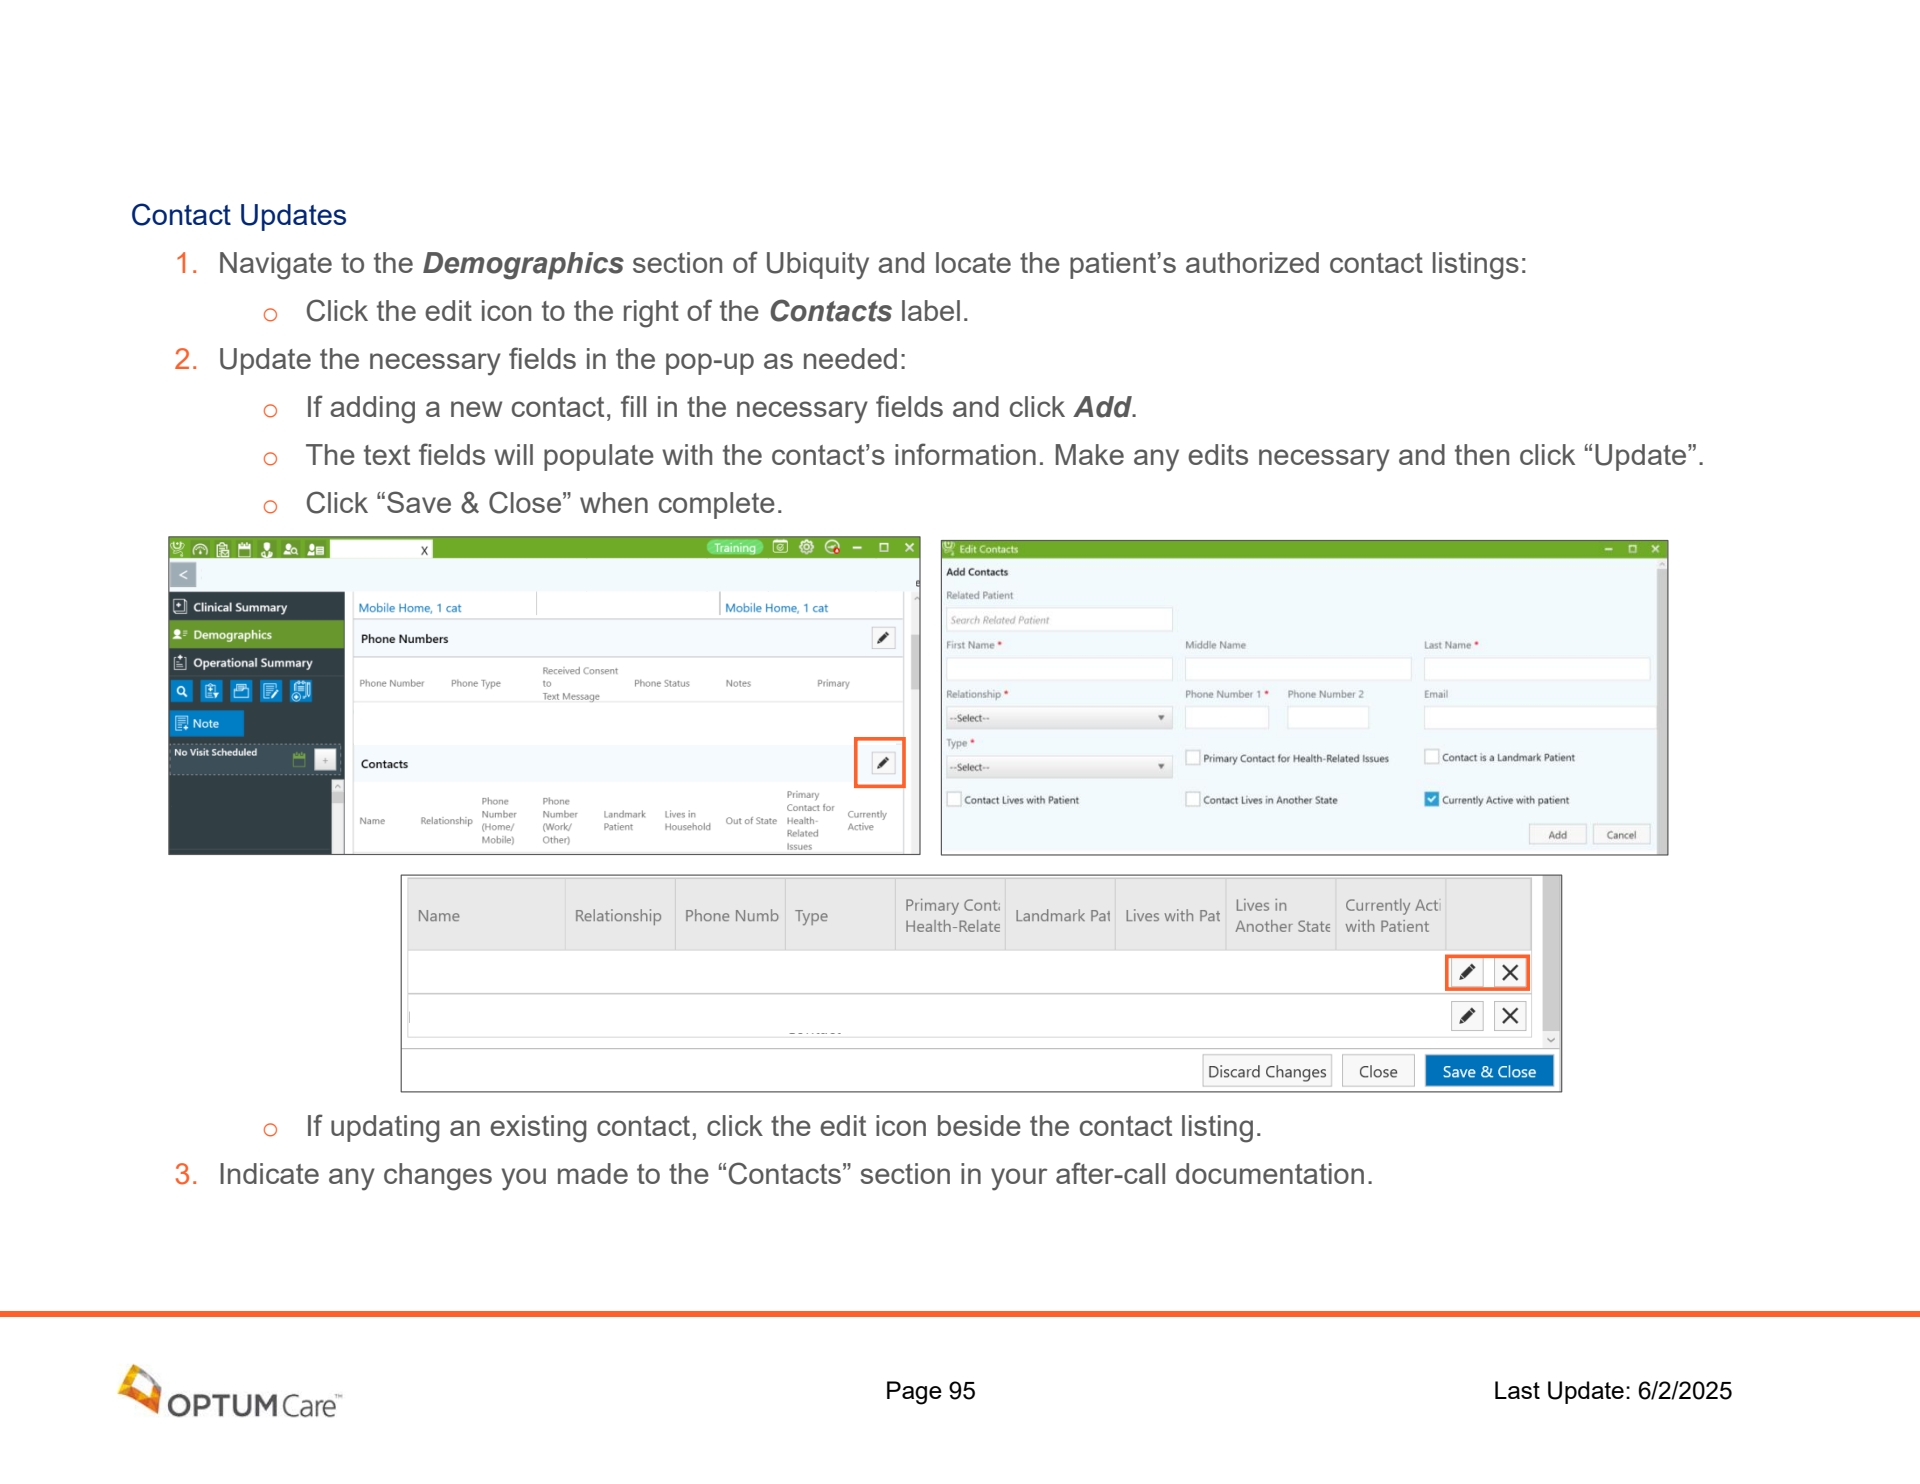 Contact Updates
1. Navigate to the Demographics section of Ubiquity and locate the patient’s authorized contact listings:
o Click the edit icon to the right of the Contacts label.
2. Update the necessary fields in the pop-up as needed:
o If adding a new contact, fill in the necessary fields and click Add.
o The text fields will populate with the contact’s information. Make any edits necessary and then click “Update”.
o Click “Save & Close” when complete.
X Training
<
Clinical Summary
Demographics
Operational Summary
Note
No Visit Scheduled
Mobile Home, 1 cat Mobile Home, 1 cat
Phone Numbers
Phone Number Phone Type Received Consent to Text Message Phone Status Notes Primary
Contacts
Name Relationship Phone Number (Home/ Mobile) Phone Number (Work/ Other) Landmark Patient Lives in Household Out of State Primary Contact for Health- Related Issues Currently Active
Edit Contacts
Add Contacts
Related Patient
Search Related Patient
First Name * Middle Name Last Name *
Relationship * Phone Number 1 * Phone Number 2 Email
--Select--
Type *
--Select-- Primary Contact for Health-Related Issues Contact is a Landmark Patient
Contact Lives with Patient Contact Lives in Another State Currently Active with patient
Add Cancel
Name Relationship Phone Numb Type Primary Conta Health-Relate Landmark Pat Lives with Pat Lives in Another State Currently Acti with Patient
Discard Changes Close Save & Close
o If updating an existing contact, click the edit icon beside the contact listing.
3. Indicate any changes you made to the “Contacts” section in your after-call documentation.
OPTUM Care™ Page 95 Last Update: 6/2/2025